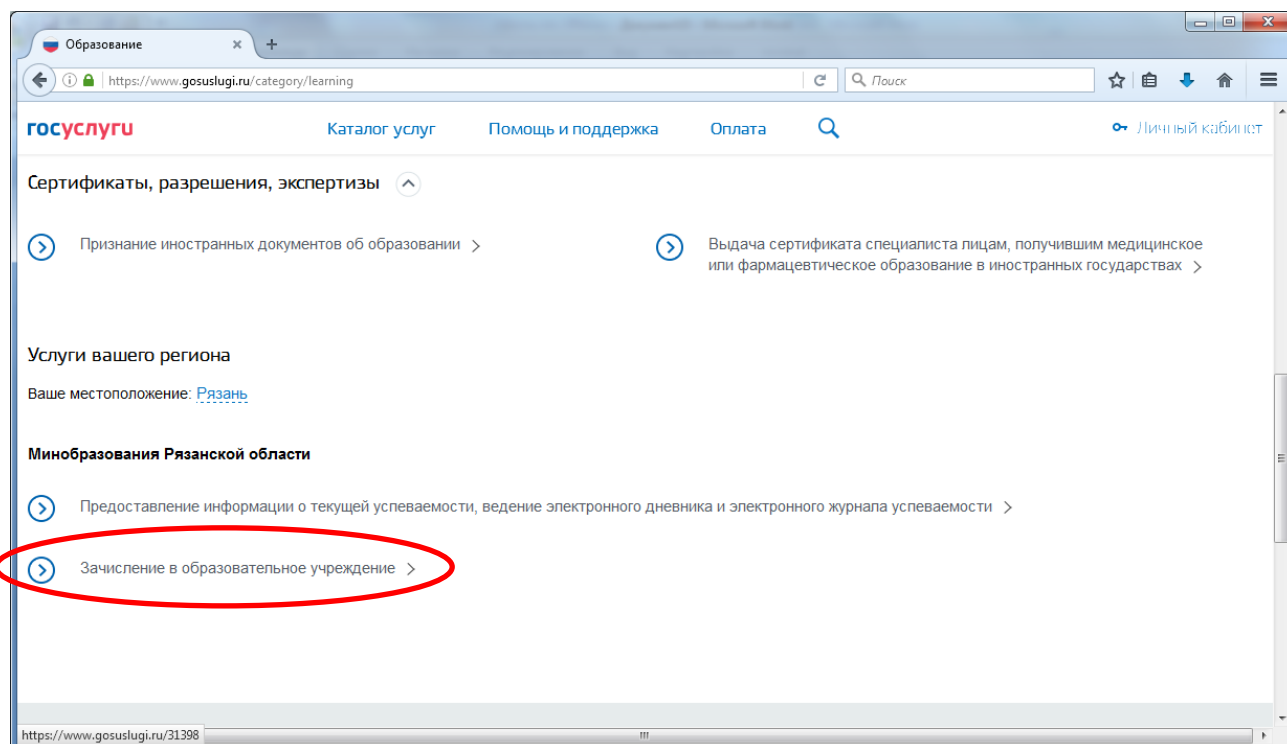 Образование
https://www.gosuslugi.ru/category/learning
Поиск
госуслуги
Каталог услуг
Помощь и поддержка
Оплата
Личный кабинет
Сертификаты, разрешения, экспертизы
Признание иностранных документов об образовании
Выдача сертификата специалиста лицам, получившим медицинское
или фармацевтическое образование в иностранных государствах
Услуги вашего региона
Ваше местоположение: Рязань
Минобразования Рязанской области
Предоставление информации о текущей успеваемости, ведение электронного дневника и электронного журнала успеваемости
Зачисление в образовательное учреждение
https://www.gosuslugi.ru/31398